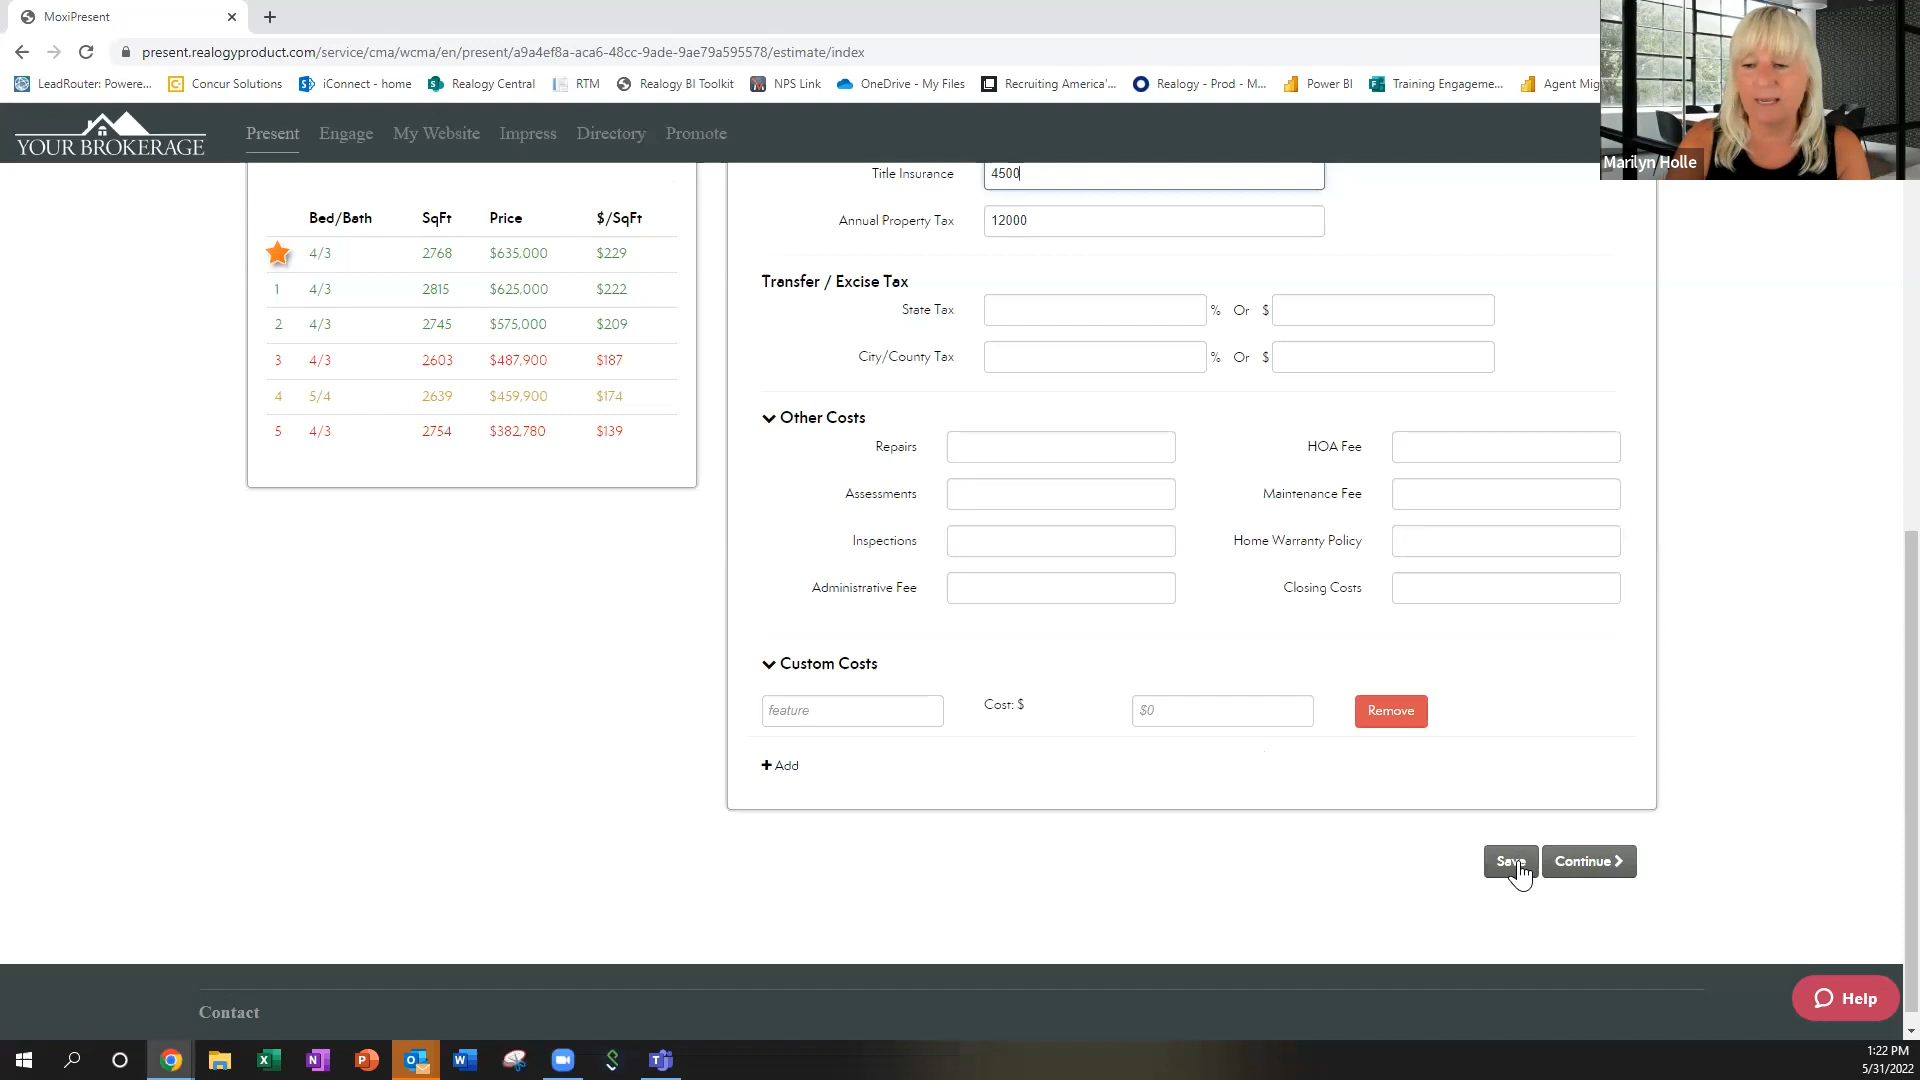 MoxiPresent
present.realogyproduct.com/service/cma/wcma/en/present/a9a4ef8a-aca6-48cc-9ade-9ae79a595578/estimate/index
LeadRouter: Powere... Concur Solutions iConnect - home Realogy Central RTM Realogy BI Toolkit NPS Link OneDrive - My Files Recruiting America'... Realogy - Prod - M... Power BI Training Engageme... Agent Mig
YOUR BROKERAGE Present Engage My Website Impress Directory Promote
Marilyn Holle
Bed/Bath SqFt Price $/SqFt
4/3 2768 $635,000 $229
1 4/3 2815 $625,000 $222
2 4/3 2745 $575,000 $209
3 4/3 2603 $487,900 $187
4 5/4 2639 $459,900 $174
5 4/3 2754 $382,780 $139
Title Insurance 4500
Annual Property Tax 12000
Transfer / Excise Tax
State Tax % Or $
City/County Tax % Or $
Other Costs
Repairs HOA Fee
Assessments Maintenance Fee
Inspections Home Warranty Policy
Administrative Fee Closing Costs
Custom Costs
feature Cost: $ $0 Remove
+ Add
Save Continue
Contact
Help
1:22 PM
5/31/2022